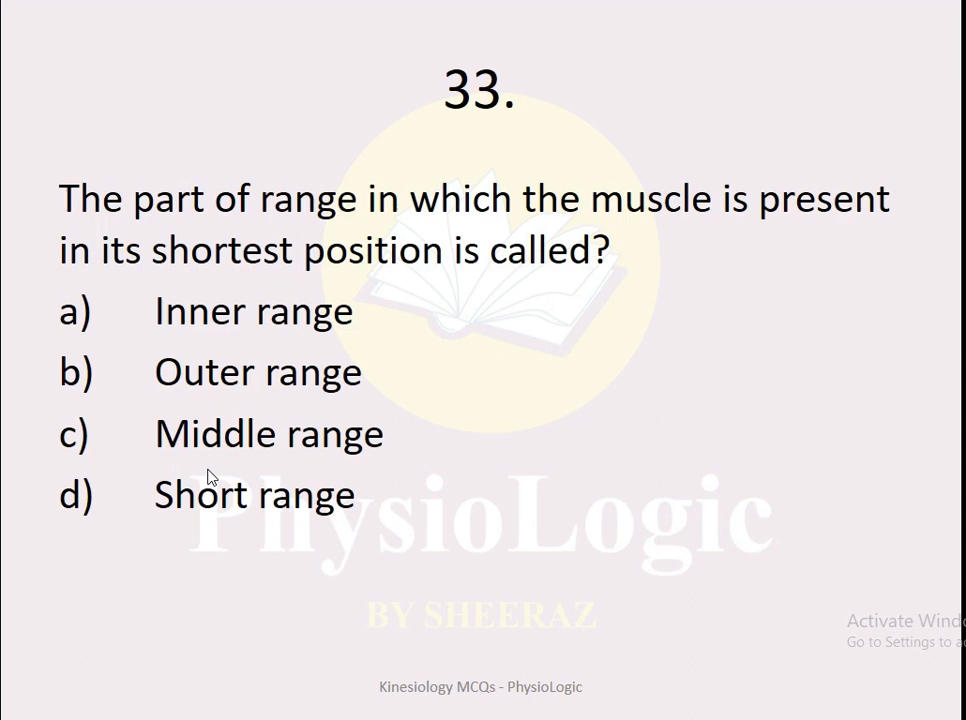 33.
The part of range in which the muscle is present
in its shortest position is called?
a) Inner range
b) Outer range
c) Middle range
d) Short range
PhysioLogic
BY SHEERAZ
Activate Windo
Go to Settings to a
Kinesiology MCQs - PhysioLogic